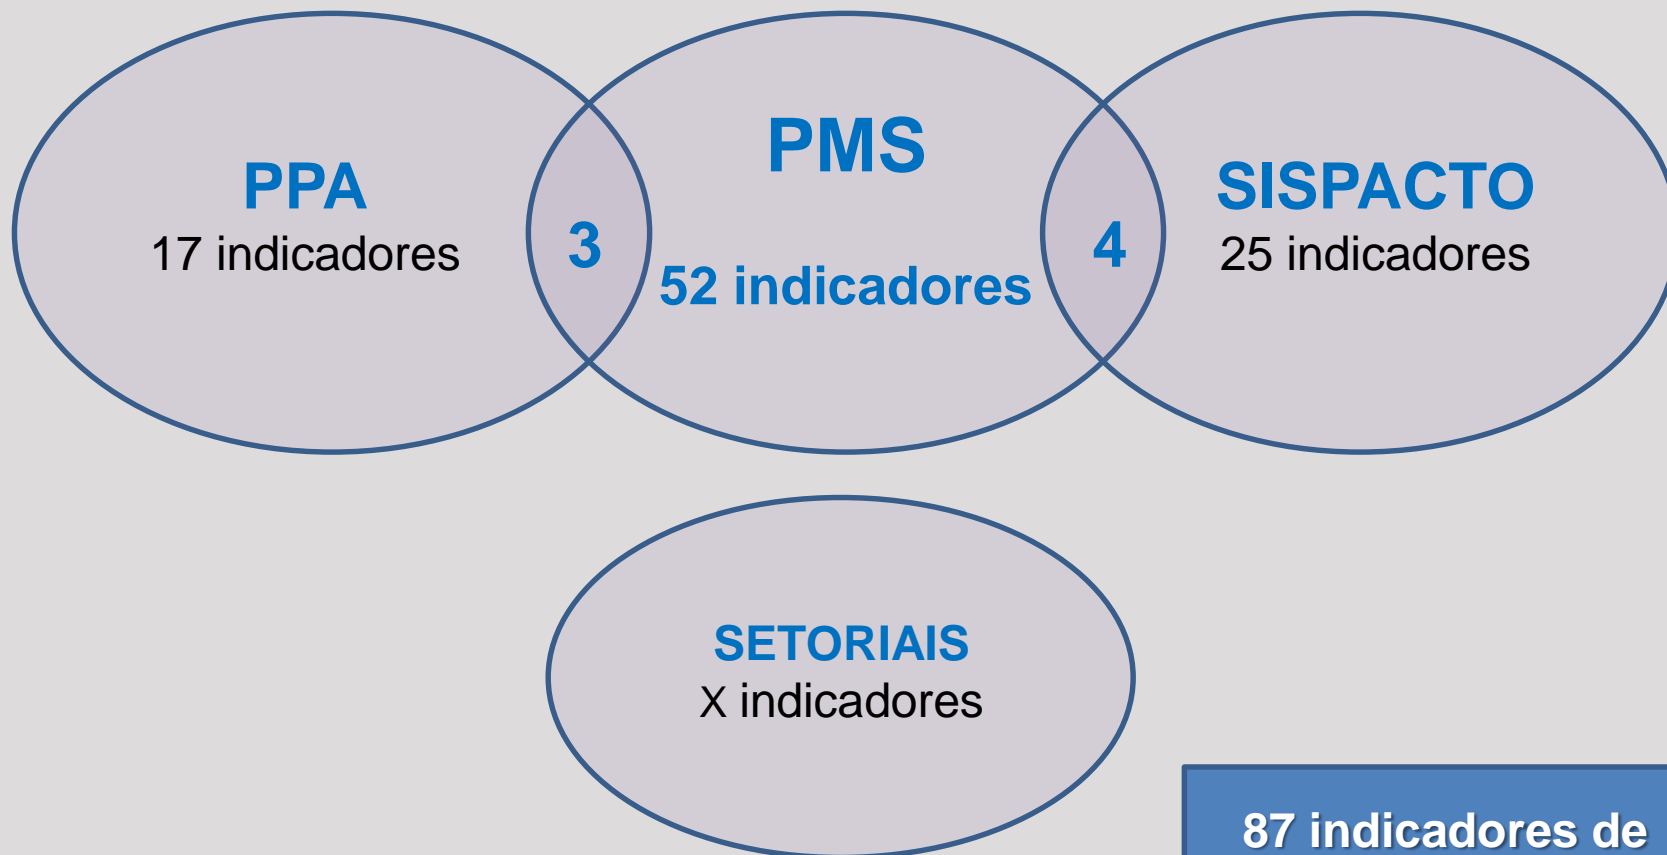 PPA
17 indicadores
3
PMS
52 indicadores
4
SISPACTO
25 indicadores
SETORIAIS
X indicadores
87 indicadores de